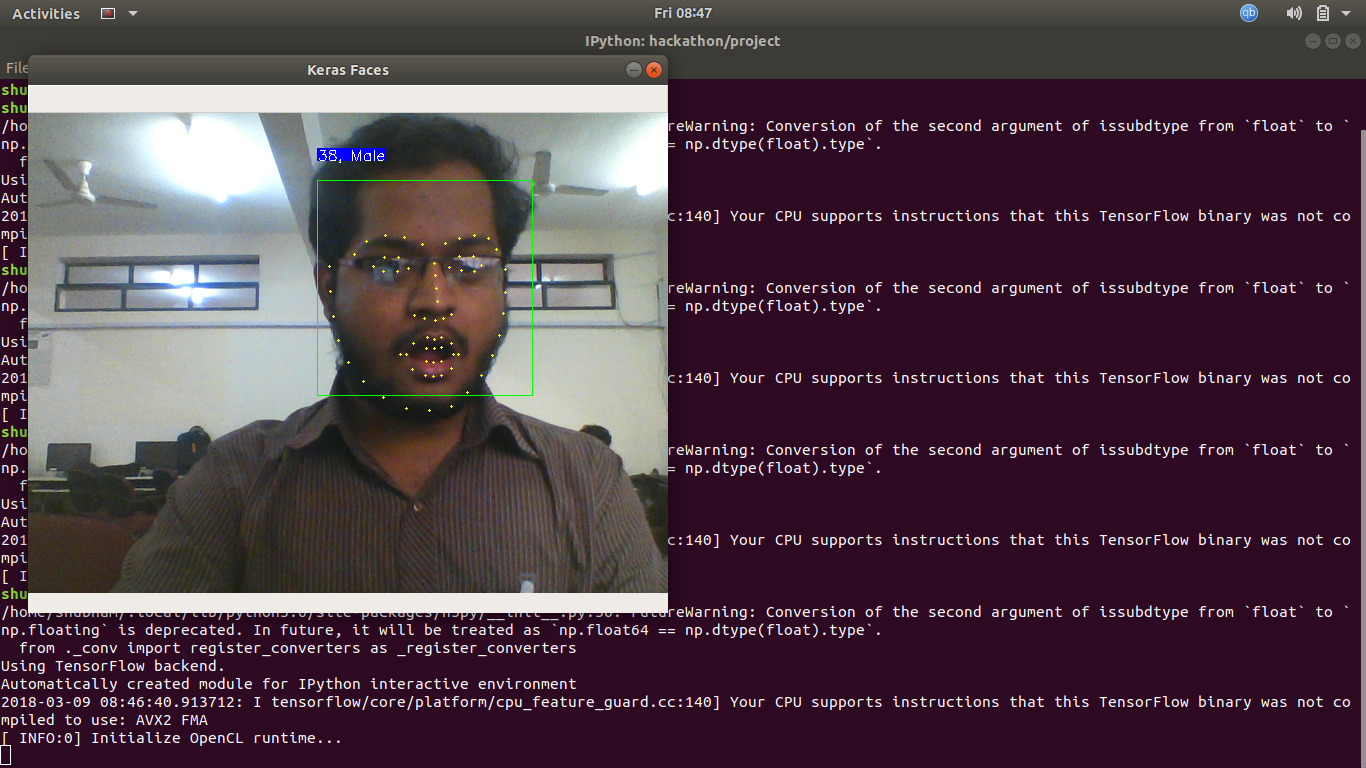 Activities
Fri 08:47
qb
IPython: hackathon/project
File
Keras Faces
38, Male
shu
shu
/ho reWarning: Conversion of the second argument of issubdtype from `float` to `
np. == np.dtype(float).type`.
f
Usi
Aut
201 c:140] Your CPU supports instructions that this TensorFlow binary was not co
mpi
[ I
shu
/ho reWarning: Conversion of the second argument of issubdtype from `float` to `
np. == np.dtype(float).type`.
f
Usi
Aut
201 c:140] Your CPU supports instructions that this TensorFlow binary was not co
mpi
[ I
shu
/ho reWarning: Conversion of the second argument of issubdtype from `float` to `
np. == np.dtype(float).type`.
f
Usi
Aut
201 c:140] Your CPU supports instructions that this TensorFlow binary was not co
mpi
[ I
shu
FutureWarning: Conversion of the second argument of issubdtype from `float` to `
np.floating` is deprecated. In future, it will be treated as `np.float64 == np.dtype(float).type`.
from ._conv import register_converters as _register_converters
Using TensorFlow backend.
Automatically created module for IPython interactive environment
2018-03-09 08:46:40.913712: I tensorflow/core/platform/cpu_feature_guard.cc:140] Your CPU supports instructions that this TensorFlow binary was not co
mpiled to use: AVX2 FMA
[ INFO:0] Initialize OpenCL runtime...